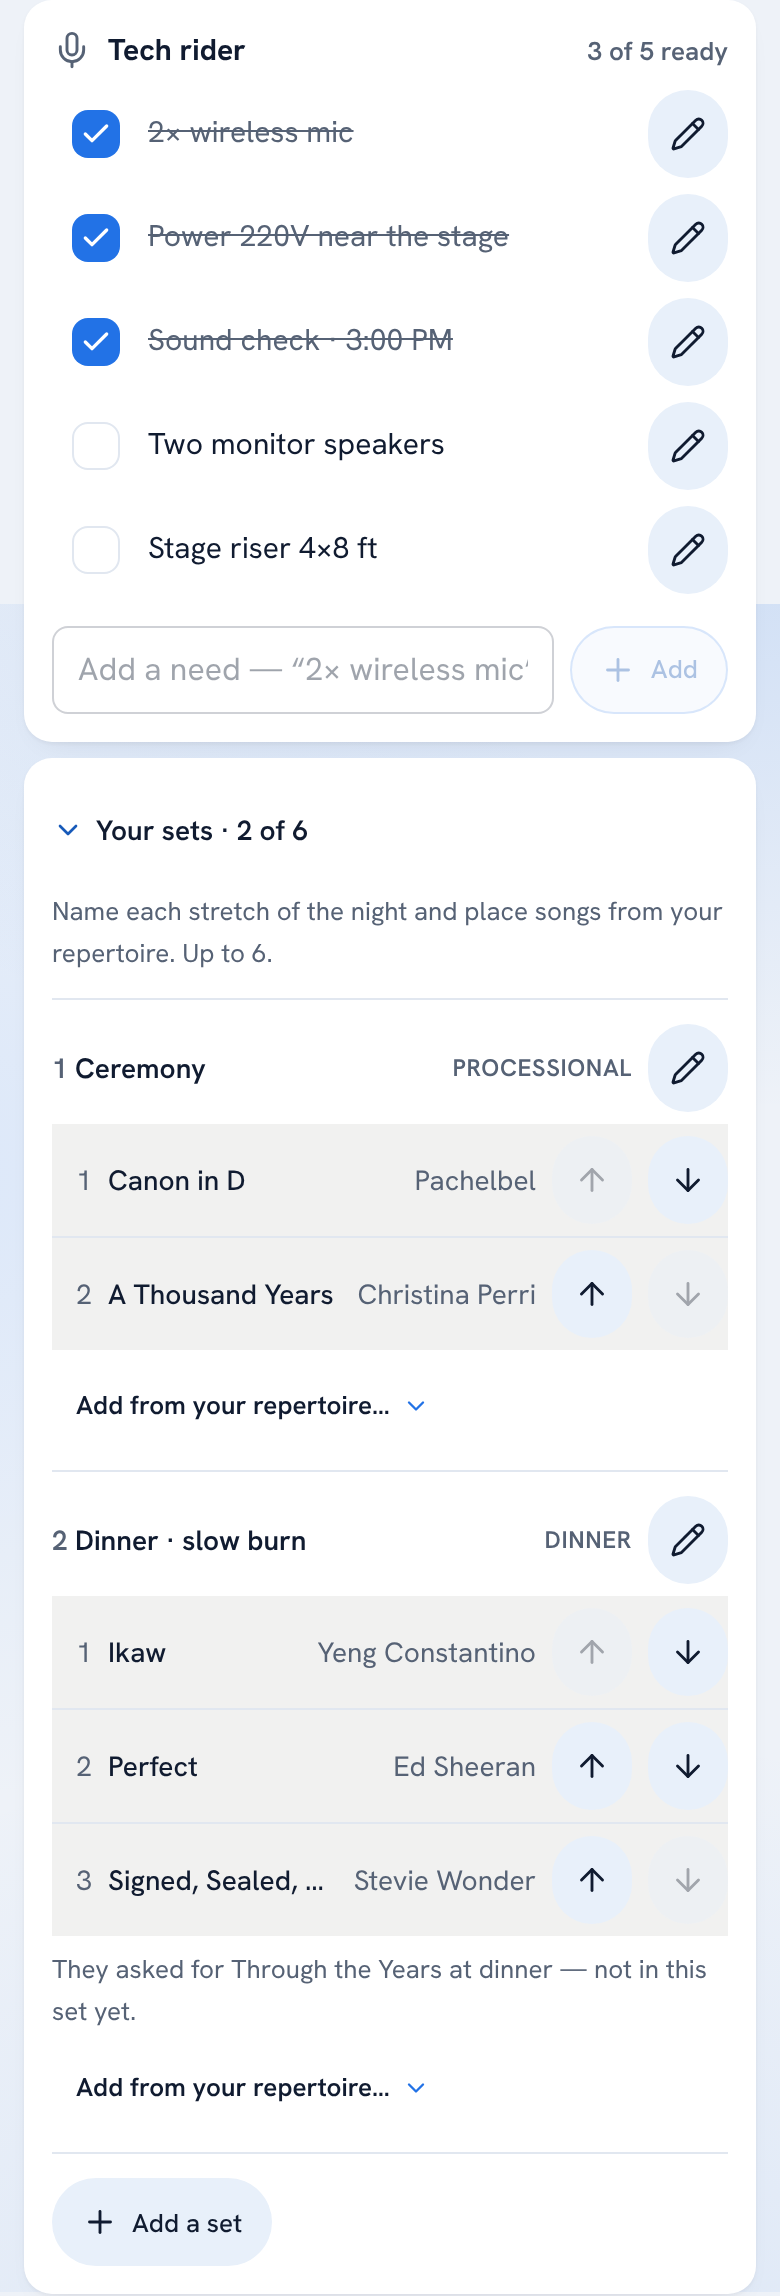 Tech rider
3 of 5 ready
2× wireless mic
Power 220V near the stage
Sound check · 3:00 PM
Two monitor speakers
Stage riser 4×8 ft
Add a need — “2× wireless mic”
Add
Your sets · 2 of 6
Name each stretch of the night and place songs from your
repertoire. Up to 6.
1 Ceremony
PROCESSIONAL
1 Canon in D Pachelbel
2 A Thousand Years Christina Perri
Add from your repertoire...
2 Dinner · slow burn
DINNER
1 Ikaw Yeng Constantino
2 Perfect Ed Sheeran
3 Signed, Sealed, ... Stevie Wonder
They asked for Through the Years at dinner — not in this
set yet.
Add from your repertoire...
Add a set